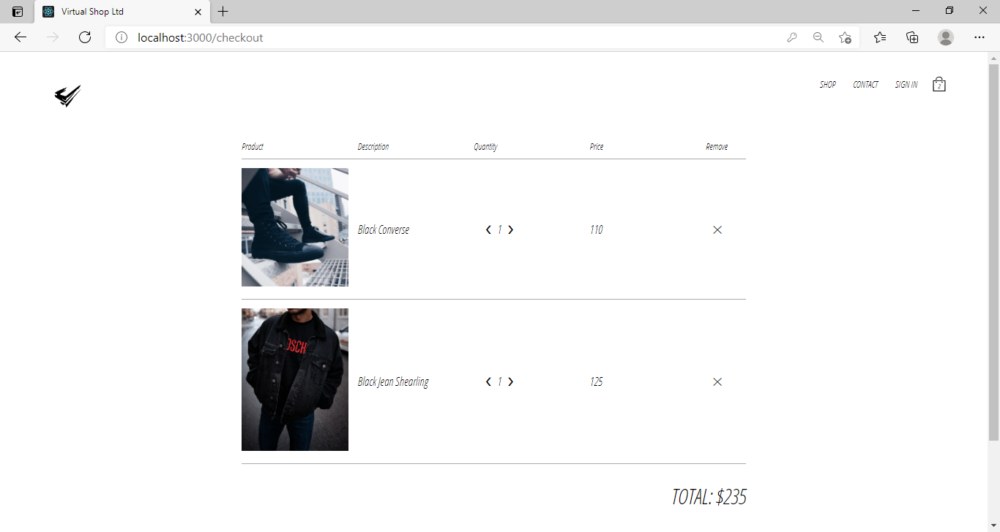 Virtual Shop Ltd
localhost:3000/checkout
SHOP CONTACT SIGN IN 2
Product Description Quantity Price Remove
Black Converse 1 110
OSCH
Black Jean Shearling 1 125
TOTAL: $235